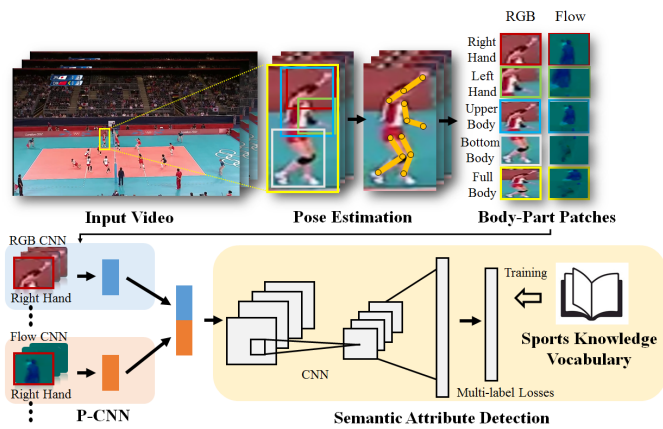 RGB
Flow
Right
Hand
Left
Hand
Upper
Body
Bottom
Body
Full
Body
Input Video
Pose Estimation
Body-Part Patches
RGB CNN
Right Hand
Flow CNN
Right Hand
P-CNN
CNN
Multi-label Losses
Training
Sports Knowledge
Vocabulary
Semantic Attribute Detection